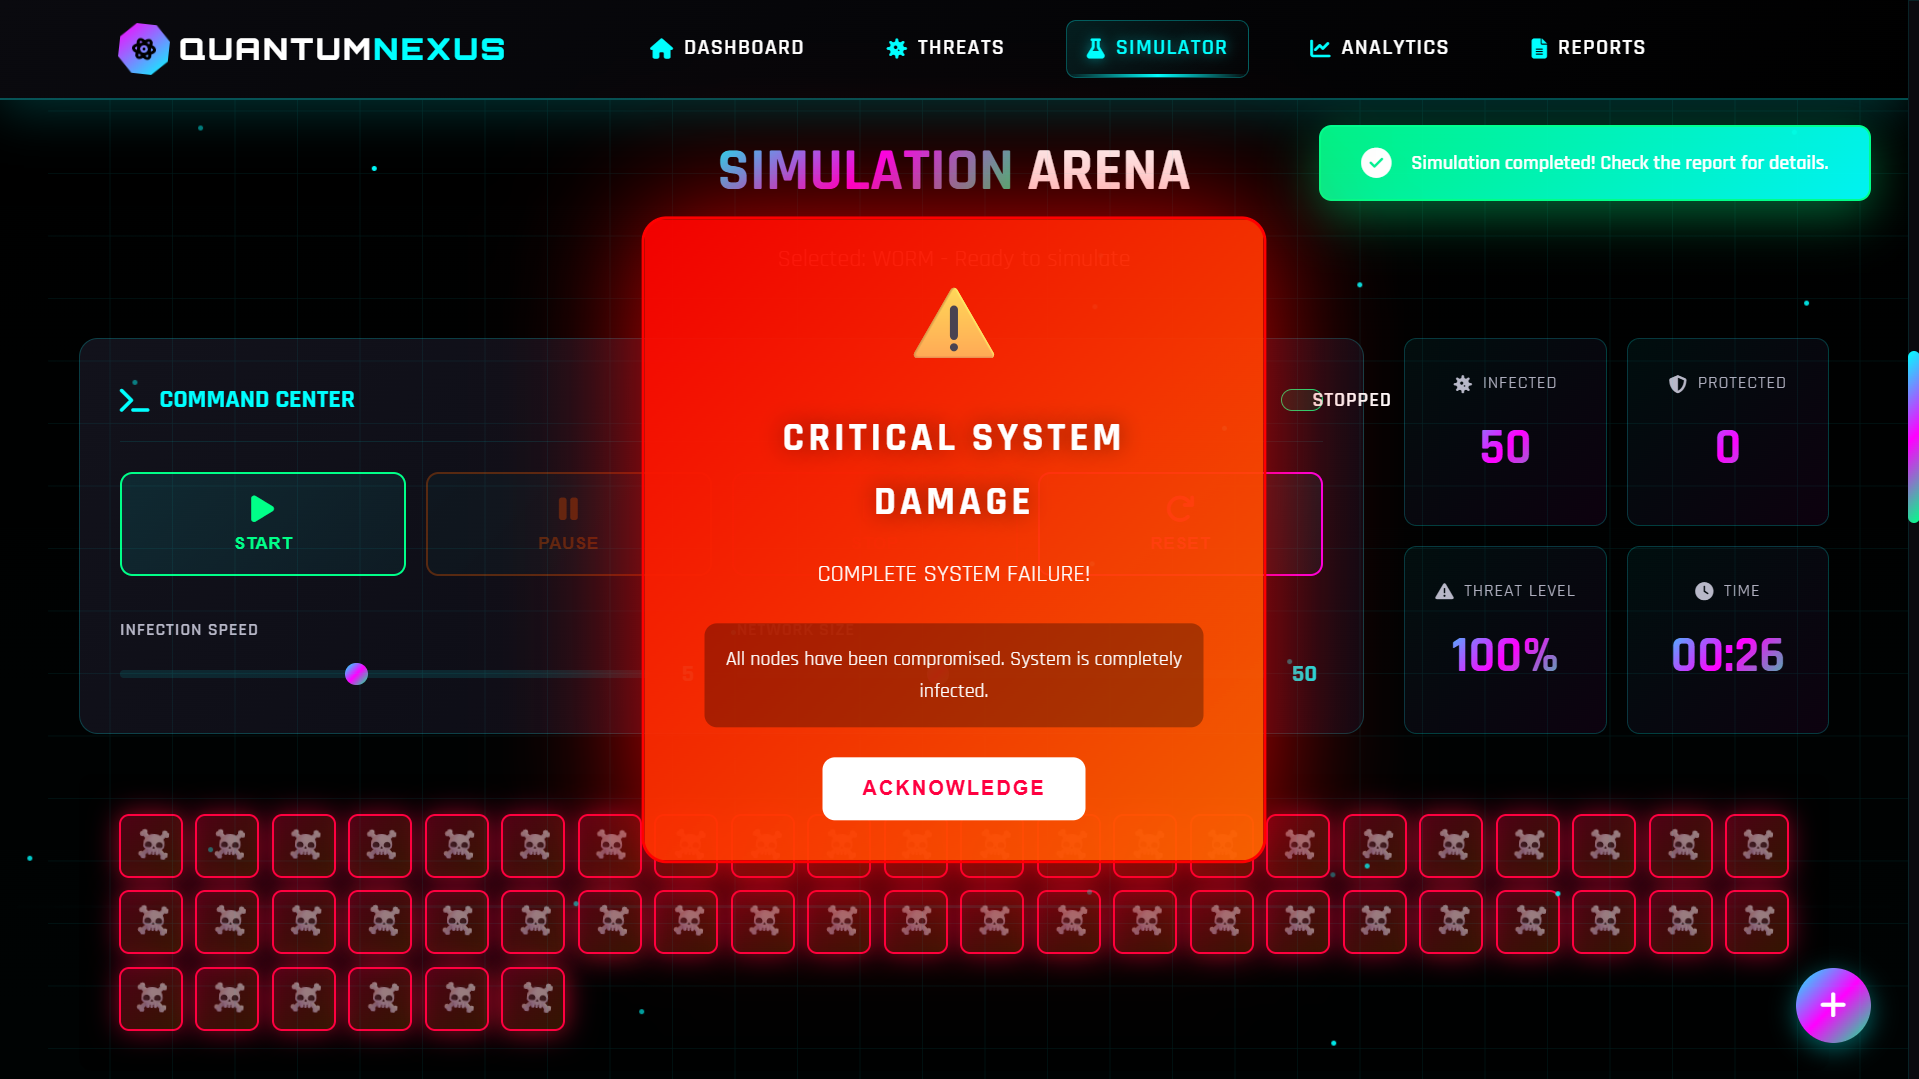 QUANTUMNEXUS
DASHBOARD
THREATS
SIMULATOR
ANALYTICS
REPORTS
SIMULATION ARENA
Simulation completed! Check the report for details.
Selected: WORM - Ready to simulate
COMMAND CENTER
STOPPED
START
PAUSE
RESET
INFECTION SPEED
5
NETWORK SIZE
50
CRITICAL SYSTEM
DAMAGE
COMPLETE SYSTEM FAILURE!
All nodes have been compromised. System is completely
infected.
ACKNOWLEDGE
INFECTED
50
PROTECTED
0
THREAT LEVEL
100%
TIME
00:26